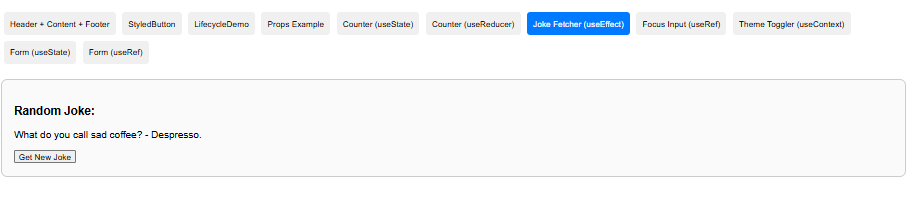 Header + Content + Footer StyledButton LifecycleDemo Props Example Counter (useState) Counter (useReducer) Joke Fetcher (useEffect) Focus Input (useRef) Theme Toggler (useContext)
Form (useState) Form (useRef)
Random Joke:
What do you call sad coffee? - Despresso.
Get New Joke